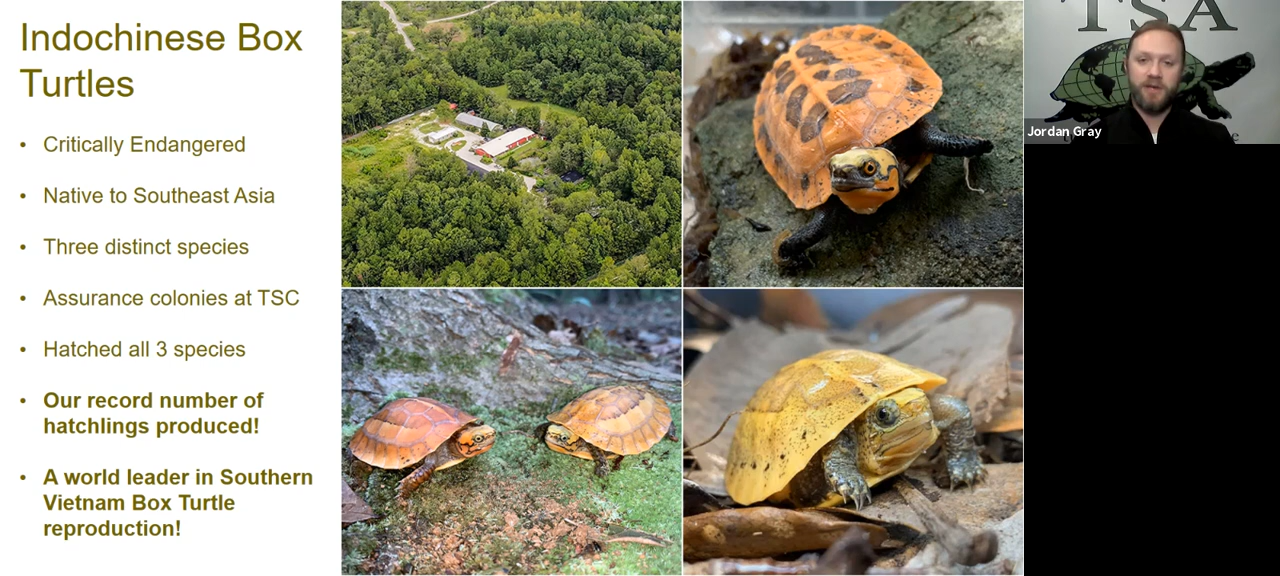 Indochinese Box
Turtles
• Critically Endangered
• Native to Southeast Asia
• Three distinct species
• Assurance colonies at TSC
• Hatched all 3 species
• Our record number of
hatchlings produced!
• A world leader in Southern
Vietnam Box Turtle
reproduction!
TSA
Jordan Gray